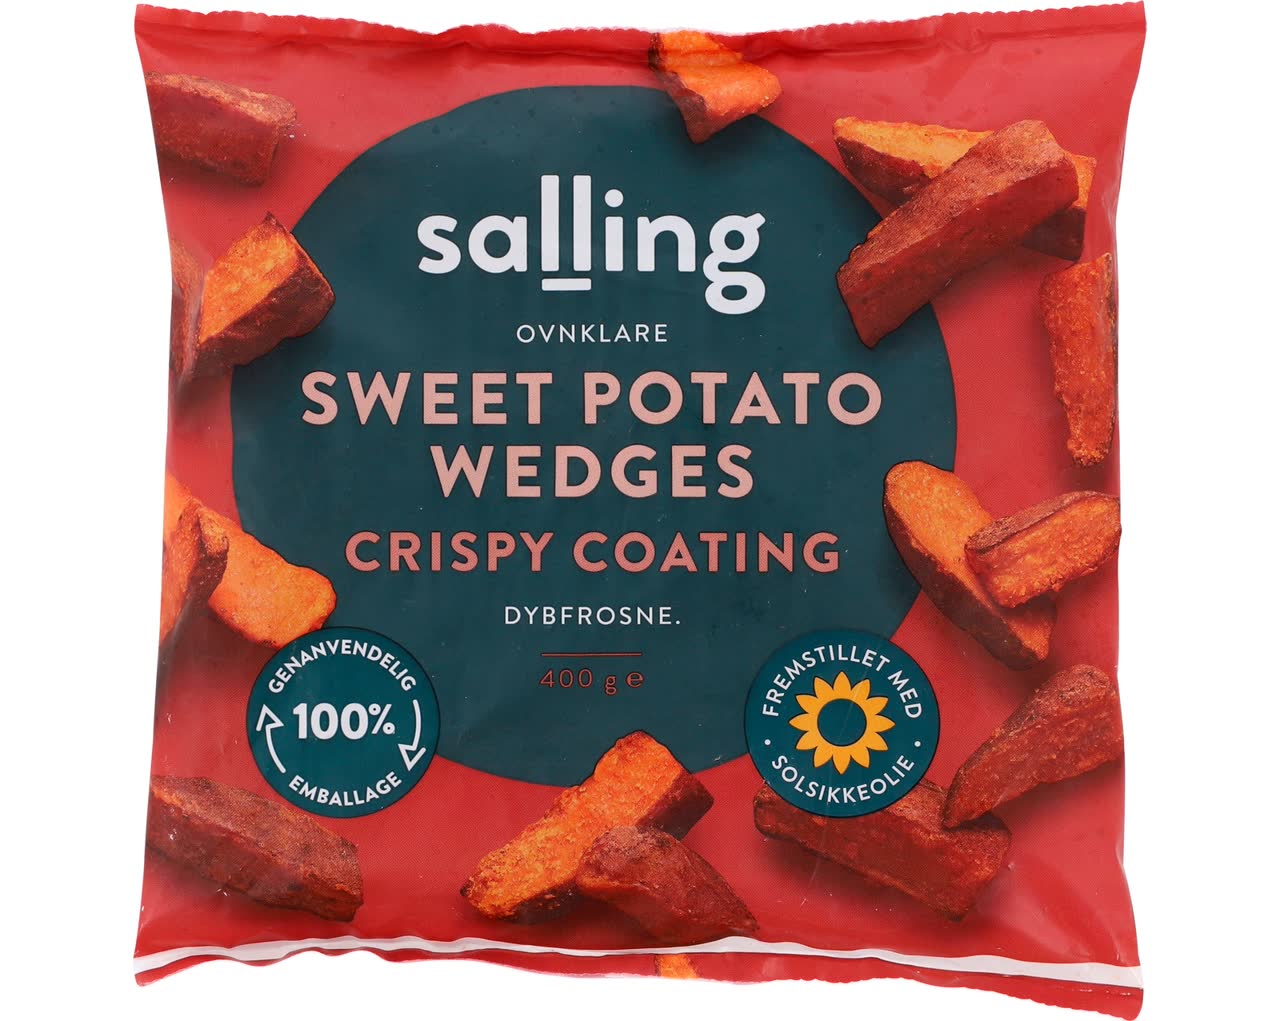 salling
OVNKLARE
SWEET POTATO
WEDGES
CRISPY COATING
DYBFROSNE.
400 g e
GENANVENDELIG
100%
EMBALLAGE
FREMSTILLET MED
• SOLSIKKEOLIE •